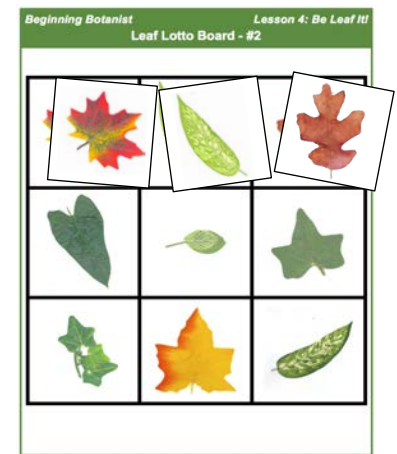 Beginning Botanist Lesson 4: Be Leaf It!
Leaf Lotto Board - #2